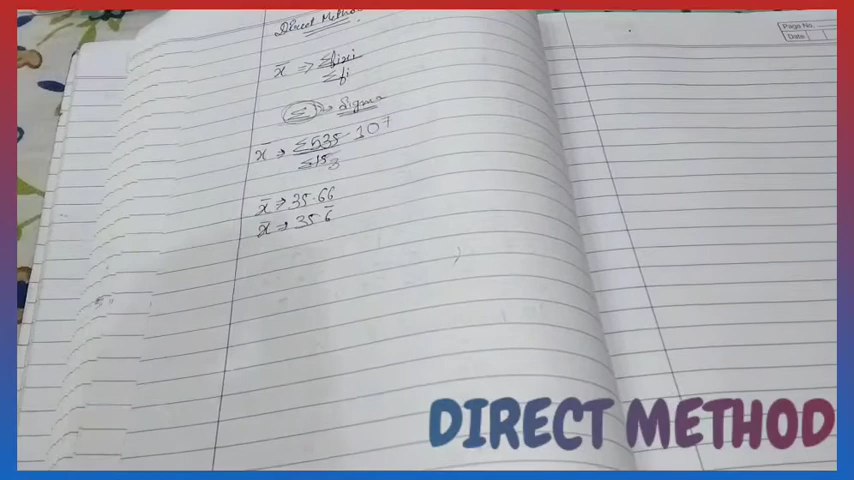 Direct Method
x̄ => Σfixi
Σfi
Σ => Sigma
x => Σ535 107
Σ15 3
x̄ => 35.66
x̄ => 35.6̄
Page No.
Date
DIRECT METHOD